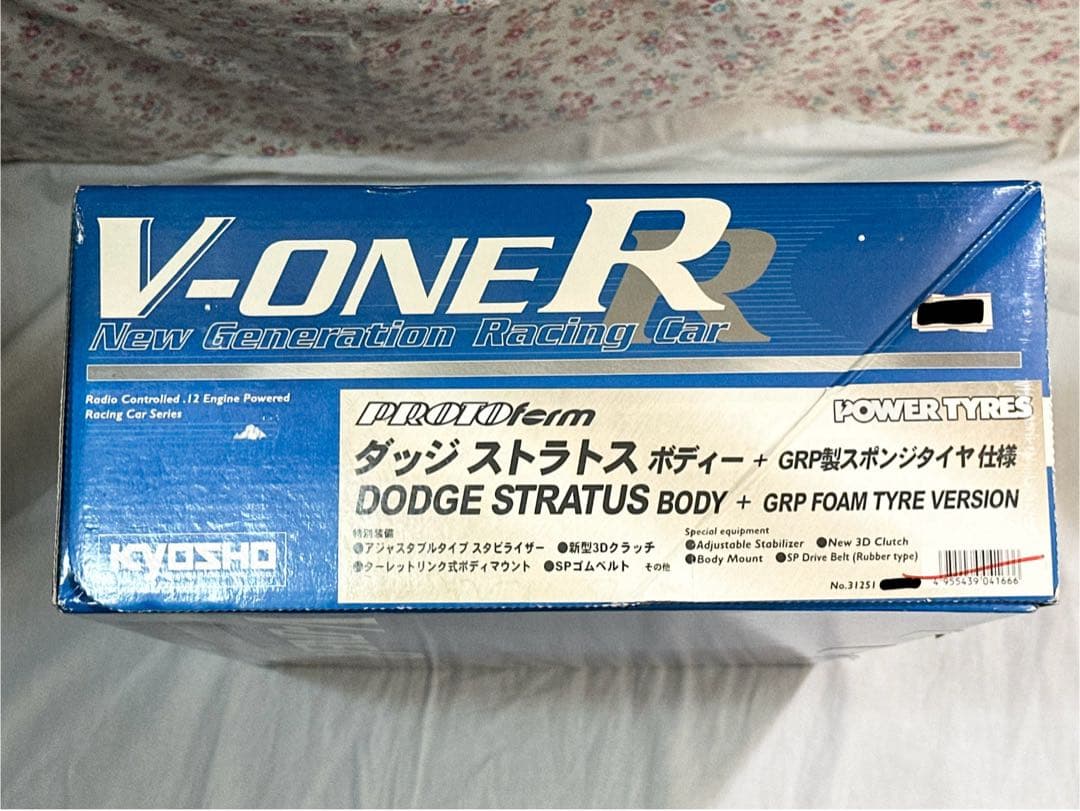 V-ONE RR
New Generation Racing Car
Radio Controlled .12 Engine Powered
Racing Car Series
PROTOform
POWER TYRES
ダッジ ストラトス ボディー + GRP製スポンジタイヤ仕様
DODGE STRATUS BODY + GRP FOAM TYRE VERSION
特別装備
●アジャスタブルタイプ スタビライザー ●新型3Dクラッチ
●ターレットリンク式ボディマウント ●SPゴムベルト その他
Special equipment
●Adjustable Stabilizer ●New 3D Clutch
●Body Mount ●SP Drive Belt (Rubber type)
No.31251
4 955439 041666
KYOSHO